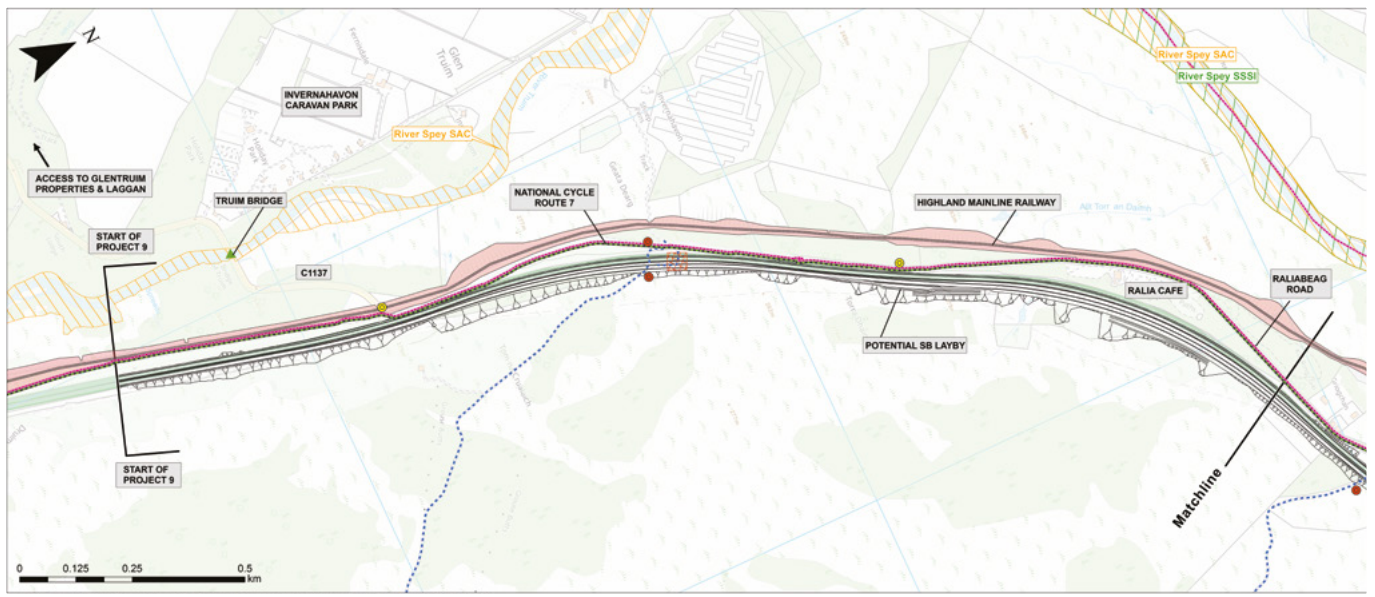 N
River Spey SAC
River Spey SSSI
Glen
Truim
INVERNAHAVON
CARAVAN PARK
River Spey SAC
Holiday
Park
ACCESS TO GLENTRUIM
PROPERTIES & LAGGAN
TRUIM BRIDGE
NATIONAL CYCLE
ROUTE 7
HIGHLAND MAINLINE RAILWAY
START OF
PROJECT 9
C1137
RALIABEAG
ROAD
RALIA CAFE
POTENTIAL SB LAYBY
START OF
PROJECT 9
Matchline
0 0.125 0.25 0.5
km